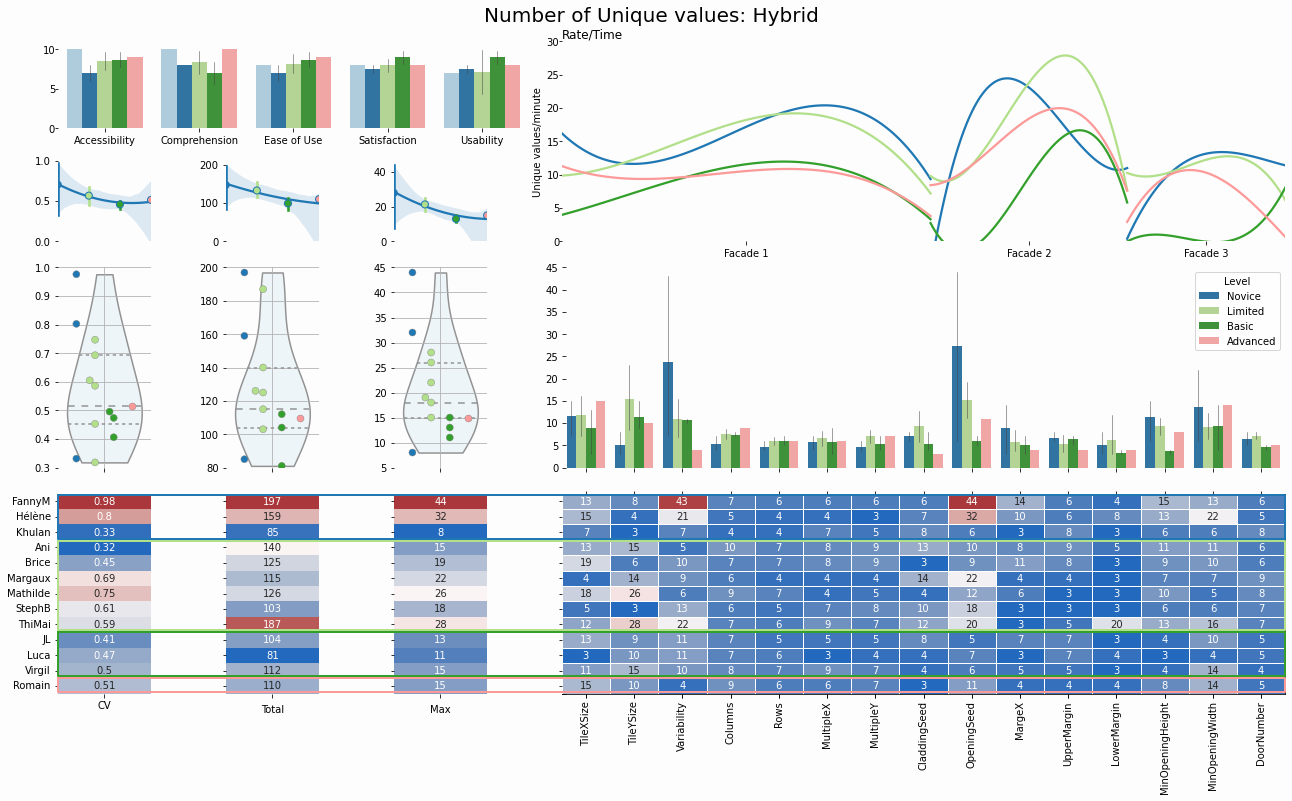 Number of Unique values: Hybrid
Rate/Time
10
5
0
Accessibility Comprehension Ease of Use Satisfaction Usability
30
25
20
15
10
5
0
Unique values/minute
Facade 1 Facade 2 Facade 3
1.0
0.5
0.0
200
100
0
40
20
0
1.0
0.9
0.8
0.7
0.6
0.5
0.4
0.3
200
180
160
140
120
100
80
45
40
35
30
25
20
15
10
5
45
40
35
30
25
20
15
10
5
0
Level
Novice
Limited
Basic
Advanced
FannyM 0.98 197 44 13 8 43 7 6 6 6 6 44 14 6 4 15 13 6
Hélène 0.8 159 32 15 4 21 5 4 4 3 7 32 10 6 8 13 22 5
Khulan 0.33 85 8 7 3 7 4 4 7 5 8 6 3 8 3 6 6 8
Ani 0.32 140 15 13 15 5 10 7 8 9 13 10 8 9 5 11 11 6
Brice 0.45 125 19 19 6 10 7 7 8 9 3 9 11 8 3 9 10 6
Margaux 0.69 115 22 4 14 9 6 4 4 4 14 22 4 4 3 7 7 9
Mathilde 0.75 126 26 18 26 6 9 7 4 5 4 12 6 3 3 10 5 8
StephB 0.61 103 18 5 3 13 6 5 7 8 10 18 3 3 3 6 6 7
ThiMai 0.59 187 28 12 28 22 7 6 9 7 12 20 3 5 20 13 16 7
JL 0.41 104 13 13 9 11 7 5 5 5 8 5 7 7 3 4 10 5
Luca 0.47 81 11 3 10 11 7 6 3 4 4 7 3 7 4 3 4 5
Virgil 0.5 112 15 11 15 10 8 7 9 7 4 6 5 5 3 4 14 4
Romain 0.51 110 15 15 10 4 9 6 6 7 3 11 4 4 4 8 14 5
CV Total Max
TileXSize
TileYSize
Variability
Columns
Rows
MultipleX
MultipleY
CladdingSeed
OpeningSeed
MargeX
UpperMargin
LowerMargin
MinOpeningHeight
MinOpeningWidth
DoorNumber